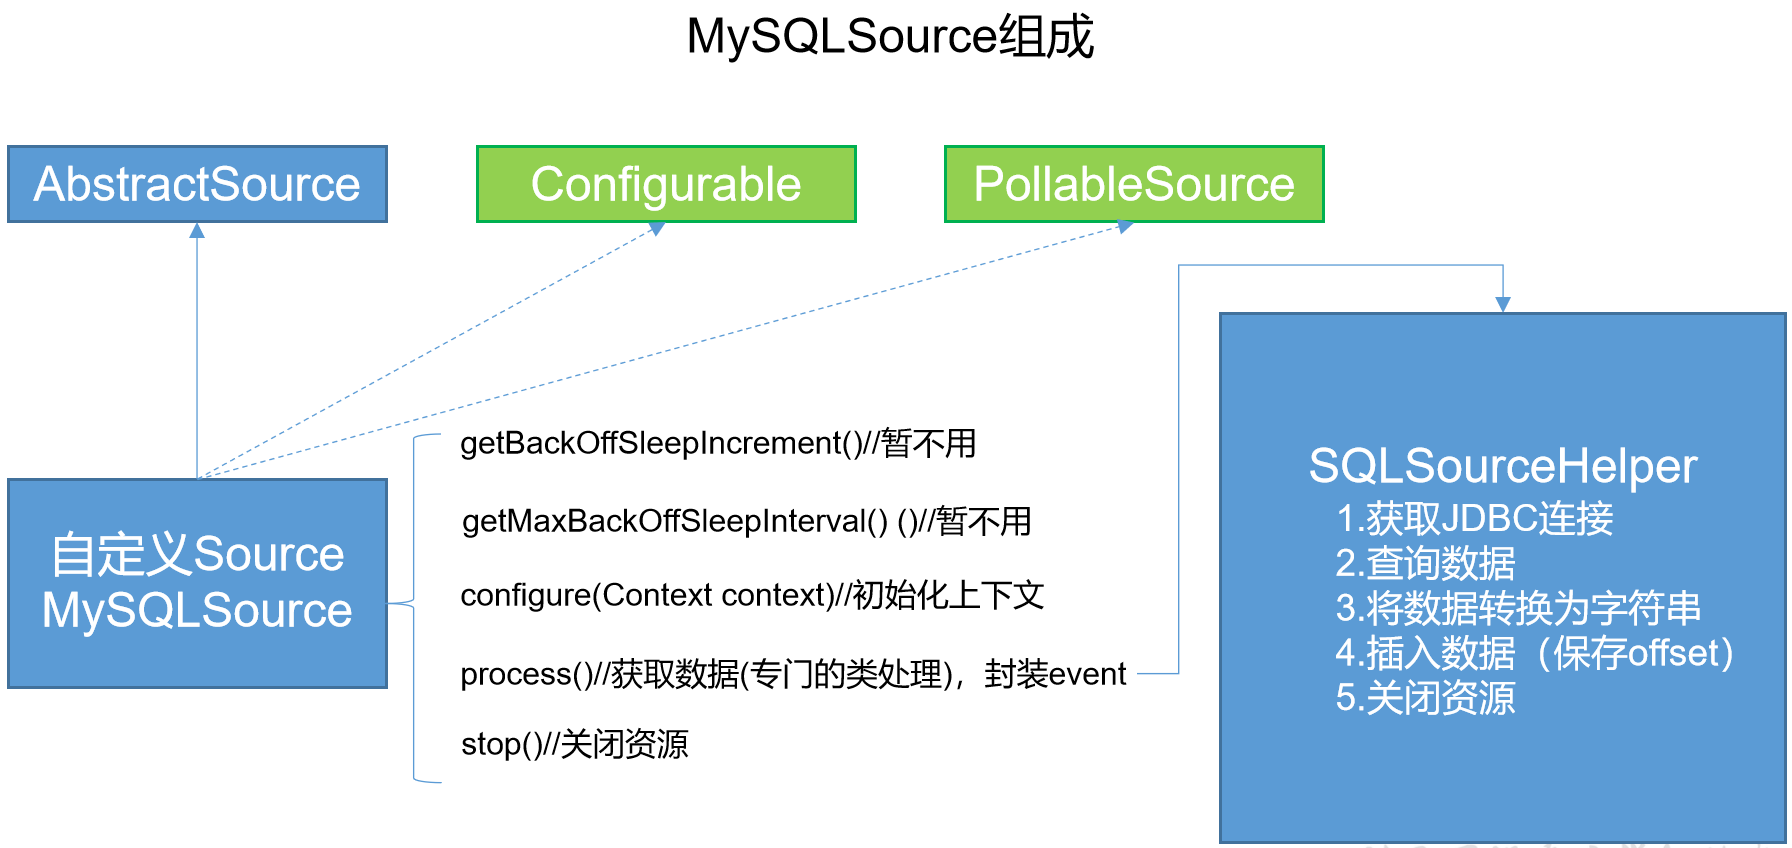 MySQLSource组成
AbstractSource
Configurable
PollableSource
自定义Source
MySQLSource
getBackOffSleepIncrement()//暂不用
getMaxBackOffSleepInterval() ()//暂不用
configure(Context context)//初始化上下文
process()//获取数据(专门的类处理)，封装event
stop()//关闭资源
SQLSourceHelper
1.获取JDBC连接
2.查询数据
3.将数据转换为字符串
4.插入数据（保存offset）
5.关闭资源